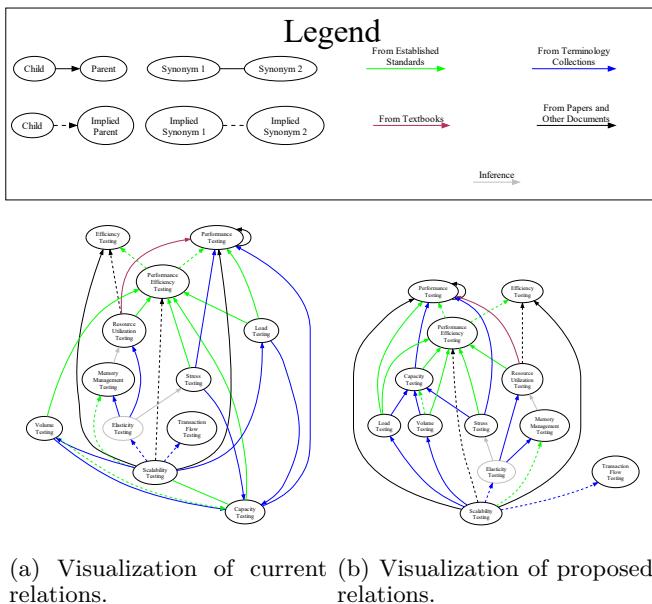 Legend
Child
Parent
Synonym 1
Synonym 2
From Established
Standards
From Terminology
Collections
Child
Implied
Parent
Implied
Synonym 1
Implied
Synonym 2
From Textbooks
From Papers and
Other Documents
Inference
Efficiency
Testing
Performance
Testing
Performance
Efficiency
Testing
Resource
Utilization
Testing
Load
Testing
Memory
Management
Testing
Stress
Testing
Volume
Testing
Elasticity
Testing
Transaction
Flow
Testing
Scalability
Testing
Capacity
Testing
Performance
Testing
Efficiency
Testing
Performance
Efficiency
Testing
Capacity
Testing
Resource
Utilization
Testing
Load
Testing
Volume
Testing
Stress
Testing
Memory
Management
Testing
Elasticity
Testing
Transaction
Flow
Testing
Scalability
Testing
(a) Visualization of current
relations.
(b) Visualization of proposed
relations.